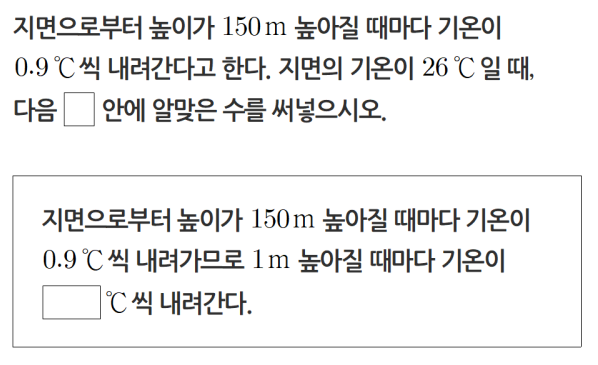 지면으로부터 높이가 150m 높아질 때마다 기온이
0.9℃씩 내려간다고 한다. 지면의 기온이 26℃일 때,
다음 □ 안에 알맞은 수를 써넣으시오.
지면으로부터 높이가 150m 높아질 때마다 기온이
0.9℃씩 내려가므로 1m 높아질 때마다 기온이
□℃씩 내려간다.